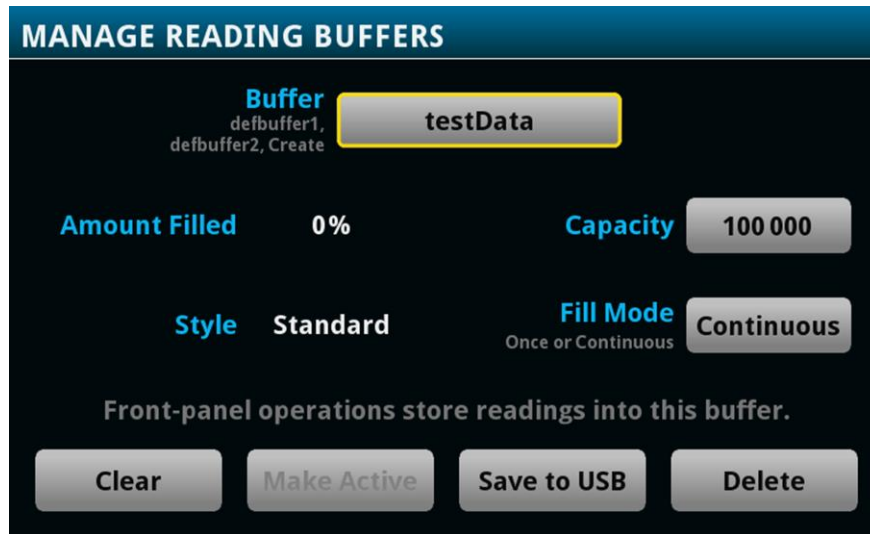 MANAGE READING BUFFERS
Buffer
defbuffer1,
defbuffer2, Create
testData
Amount Filled
0%
Capacity
100 000
Style
Standard
Fill Mode
Once or Continuous
Continuous
Front-panel operations store readings into this buffer.
Clear
Make Active
Save to USB
Delete